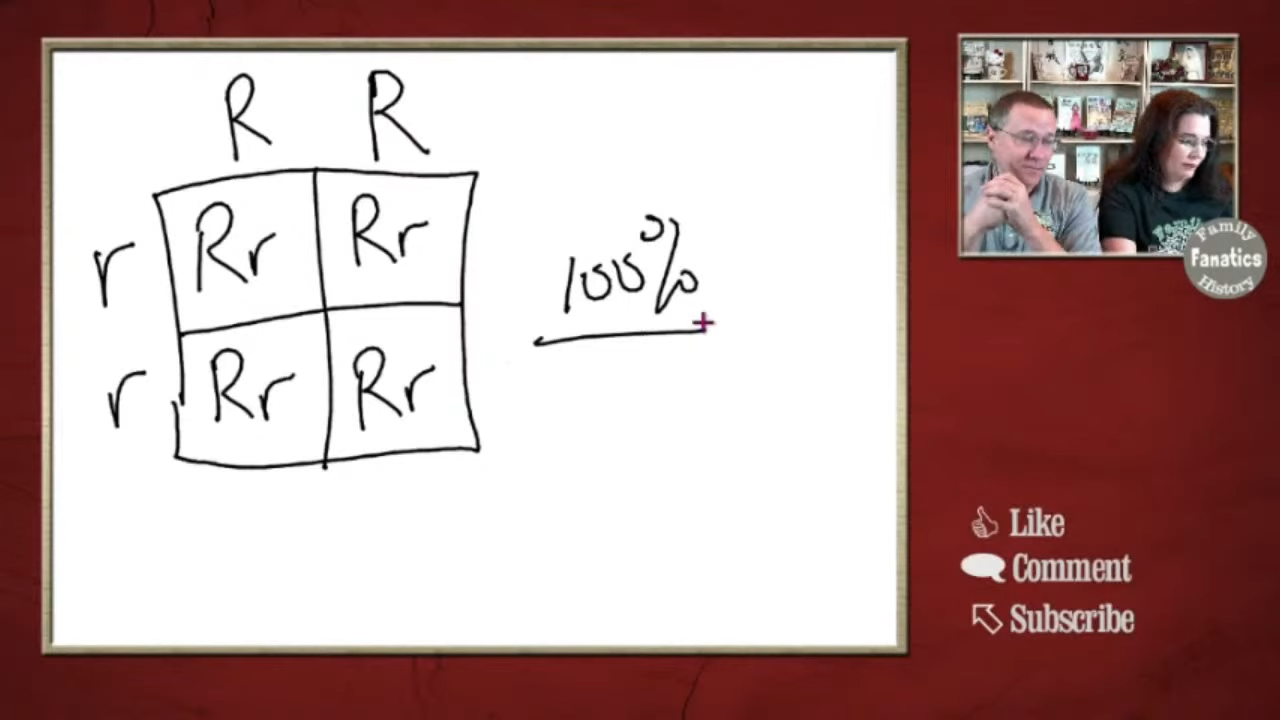 R R
r Rr Rr
100%
r Rr Rr
Family
Fanatics
History
Like
Comment
Subscribe